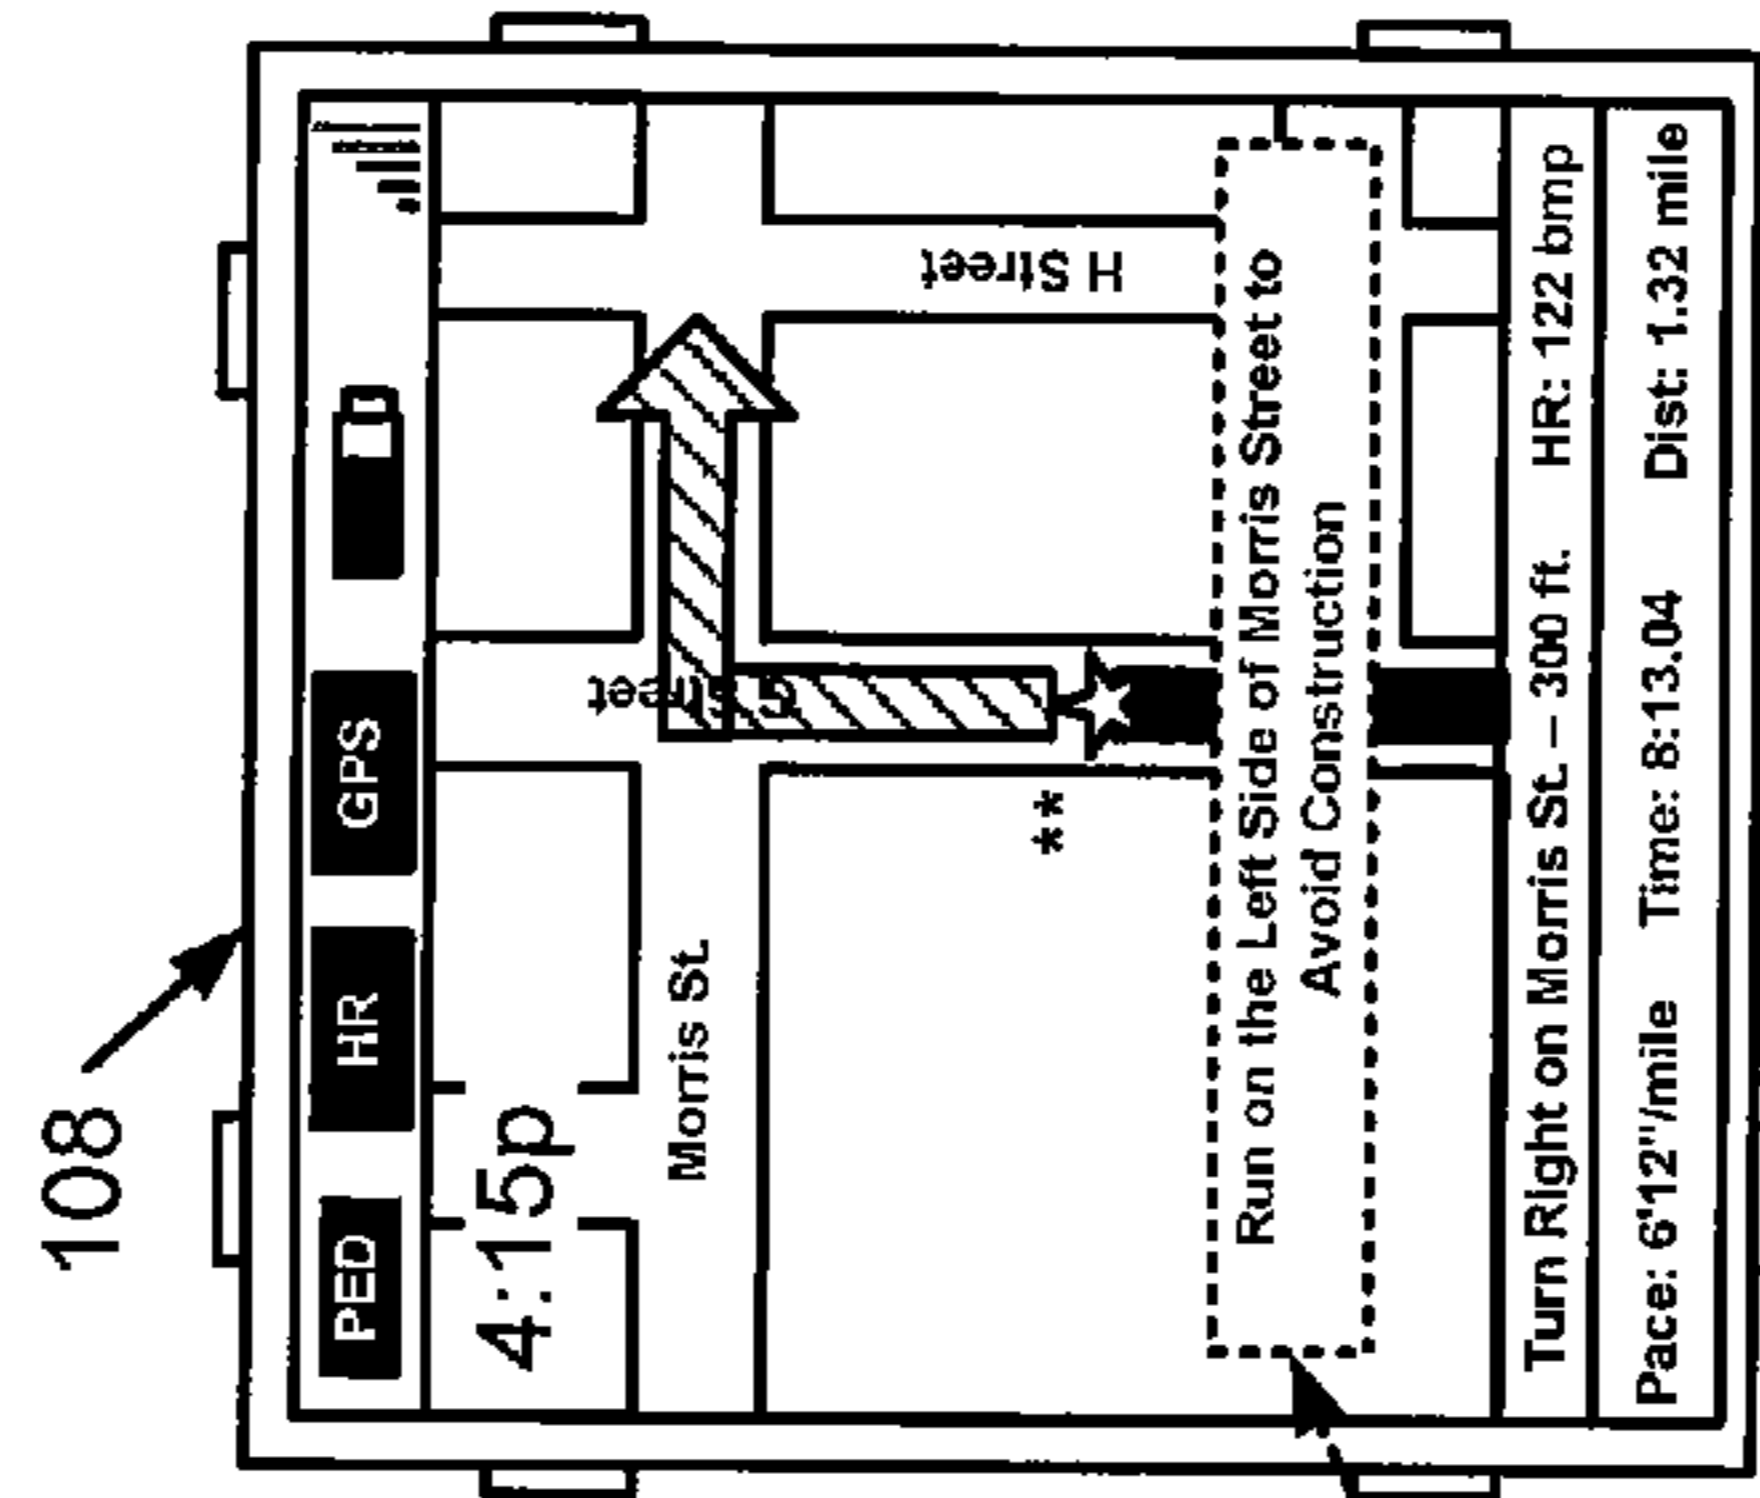 108
PED HR GPS
4:15p
Morris St.
G Street
H Street
**
Run on the Left Side of Morris Street to
Avoid Construction
Turn Right on Morris St. – 300 ft. HR: 122 bmp
Pace: 6'12"/mile Time: 8:13.04 Dist: 1.32 mile